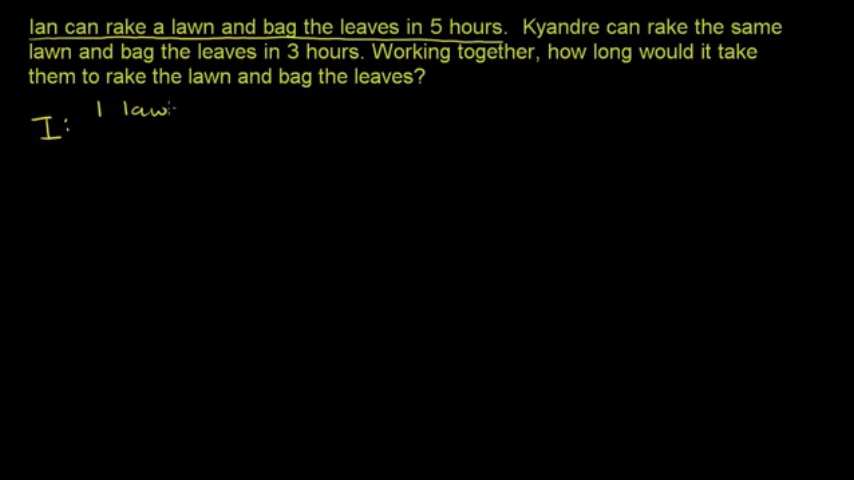 Ian can rake a lawn and bag the leaves in 5 hours. Kyandre can rake the same
lawn and bag the leaves in 3 hours. Working together, how long would it take
them to rake the lawn and bag the leaves?
I: 1